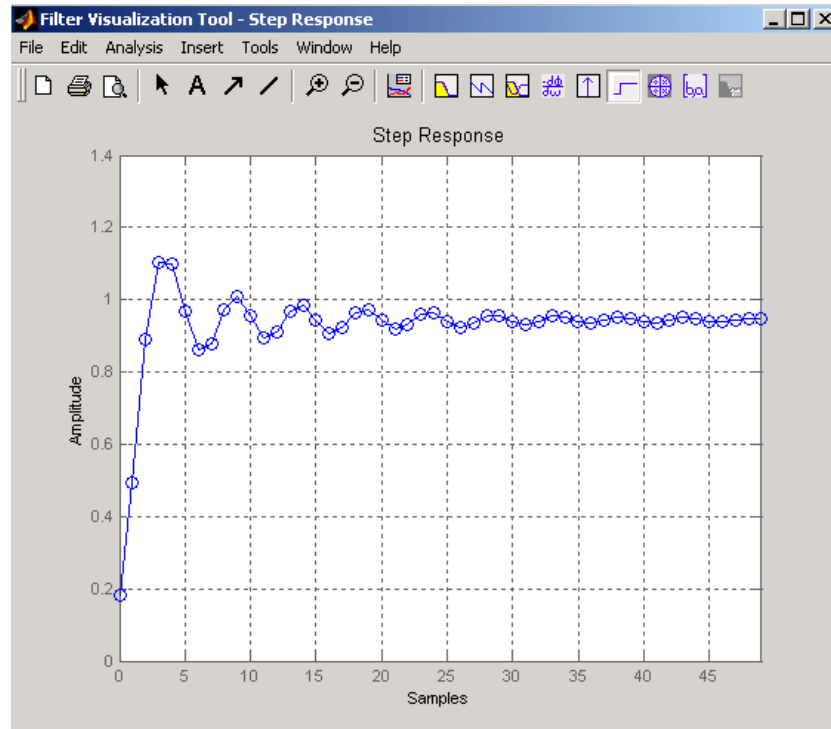 Filter Visualization Tool - Step Response
File Edit Analysis Insert Tools Window Help
A
Step Response
1.4
1.2
1
0.8
0.6
0.4
0.2
0
Amplitude
0 5 10 15 20 25 30 35 40 45
Samples